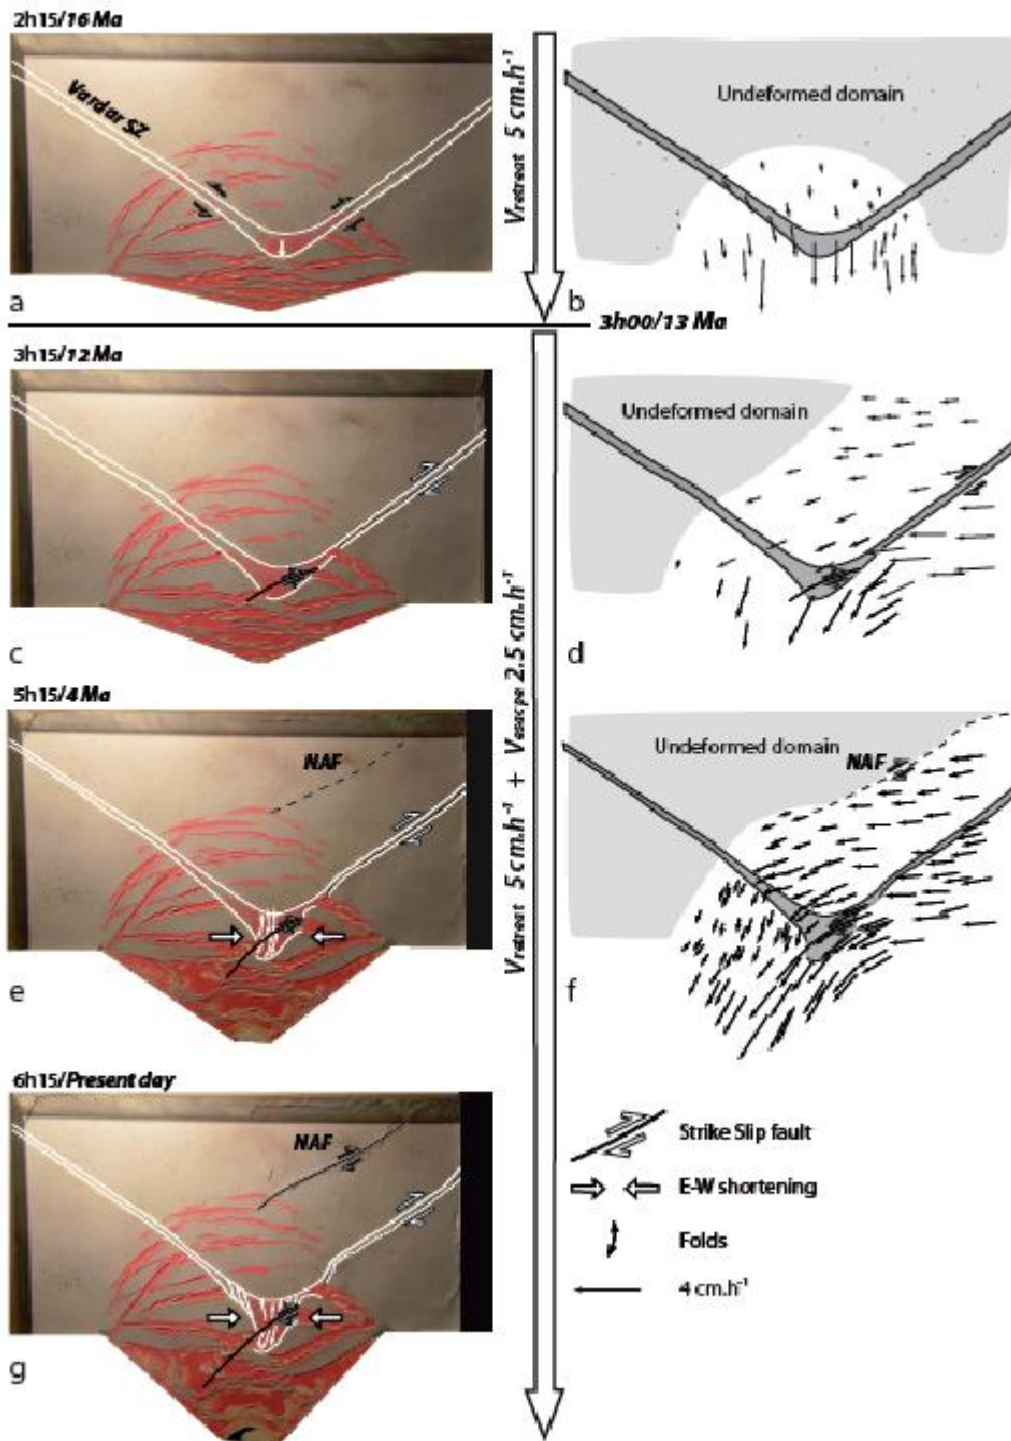 2h15/16 Ma
Vardar SZ
a
Vretreat 5 cm.h⁻¹
Undeformed domain
b
3h00/13 Ma
3h15/12 Ma
c
Undeformed domain
d
Vretreat 5 cm.h⁻¹ + Vescape 2.5 cm.h⁻¹
5h15/4 Ma
NAF
e
Undeformed domain
NAF
f
6h15/Present day
NAF
g
Strike Slip fault
E-W shortening
Folds
4 cm.h⁻¹